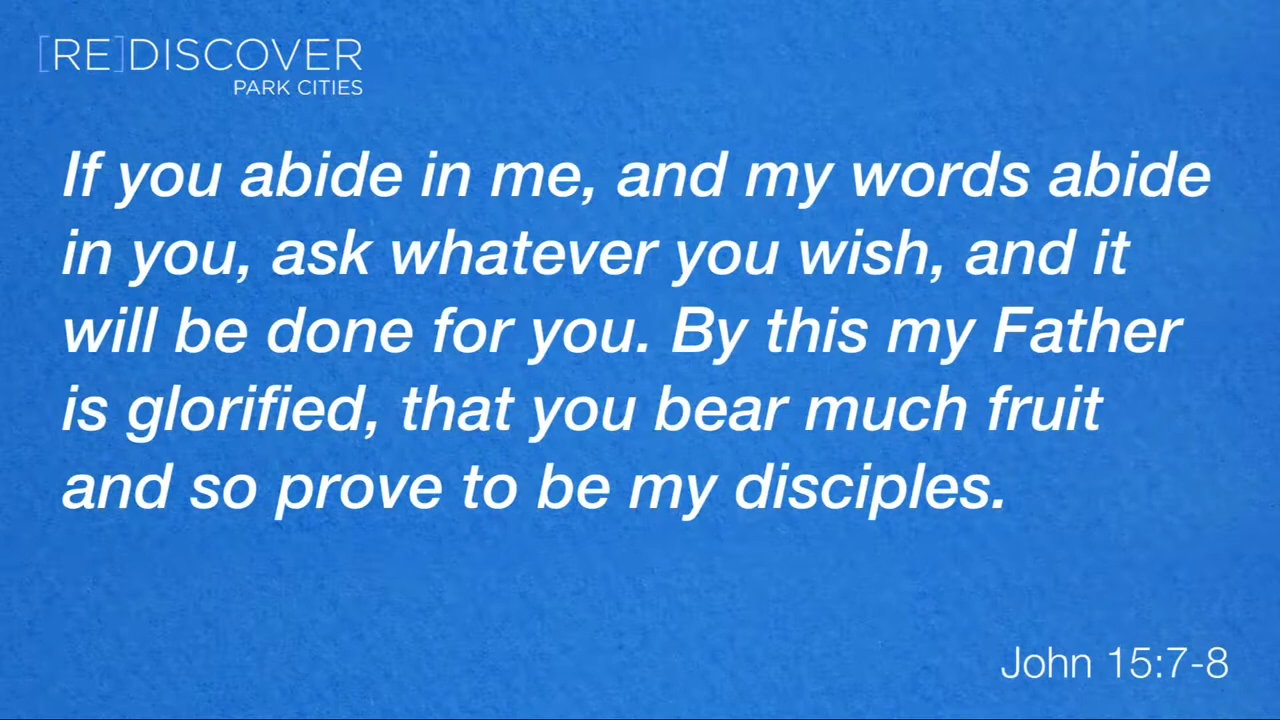 [RE]DISCOVER
PARK CITIES
If you abide in me, and my words abide
in you, ask whatever you wish, and it
will be done for you. By this my Father
is glorified, that you bear much fruit
and so prove to be my disciples.
John 15:7-8